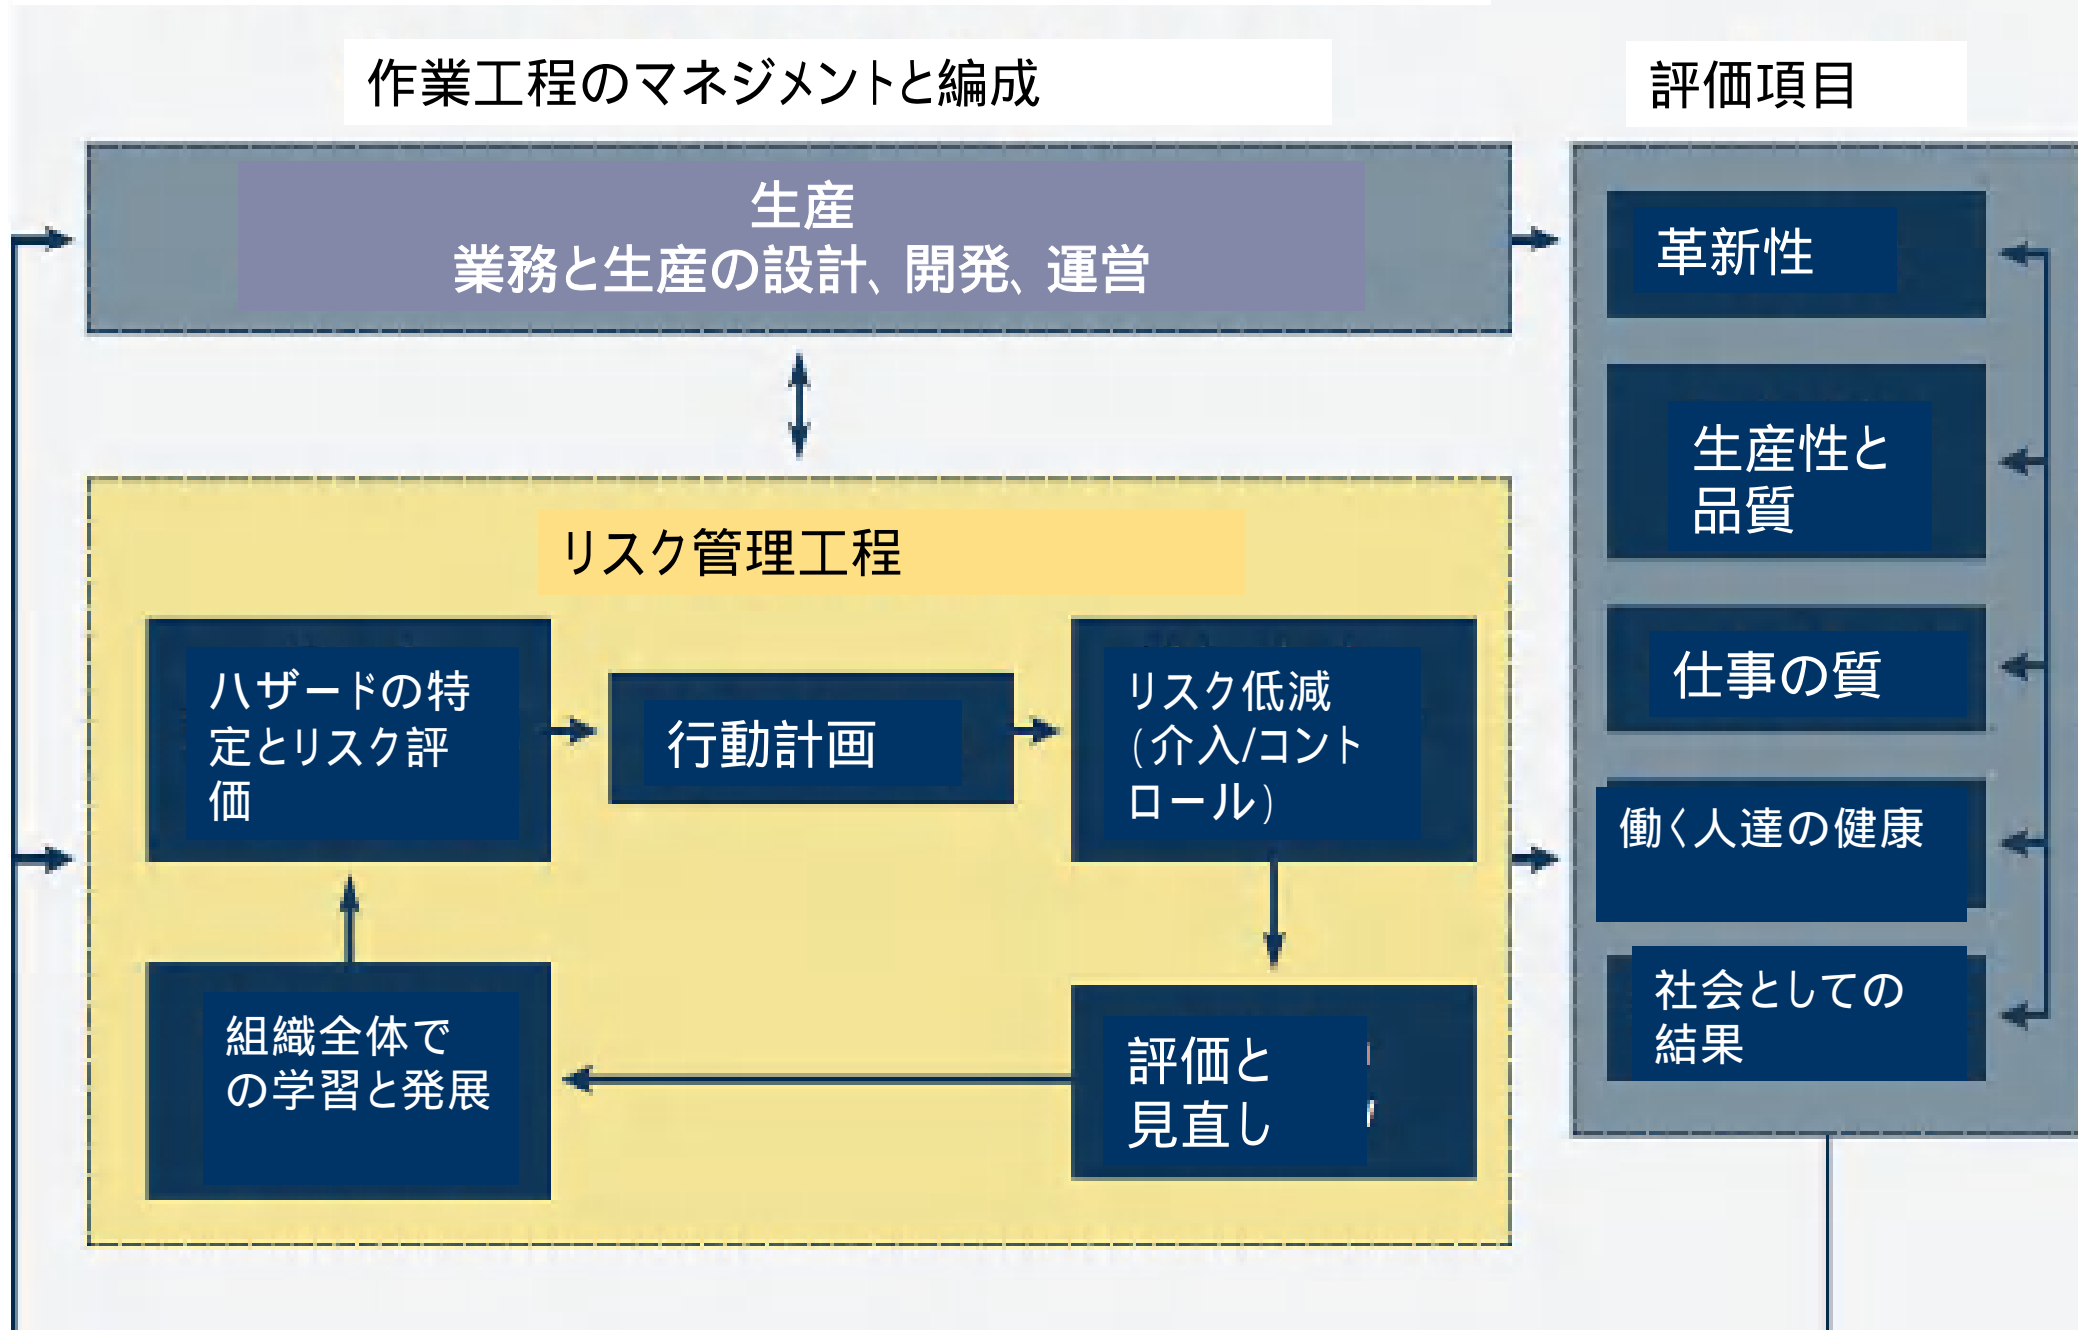 作業工程のマネジメントと編成
評価項目
生産
業務と生産の設計、開発、運営
革新性
生産性と
品質
仕事の質
働く人達の健康
社会としての
結果
リスク管理工程
ハザードの特
定とリスク評
価
行動計画
リスク低減
(介入/コント
ロール)
評価と
見直し
組織全体で
の学習と発展